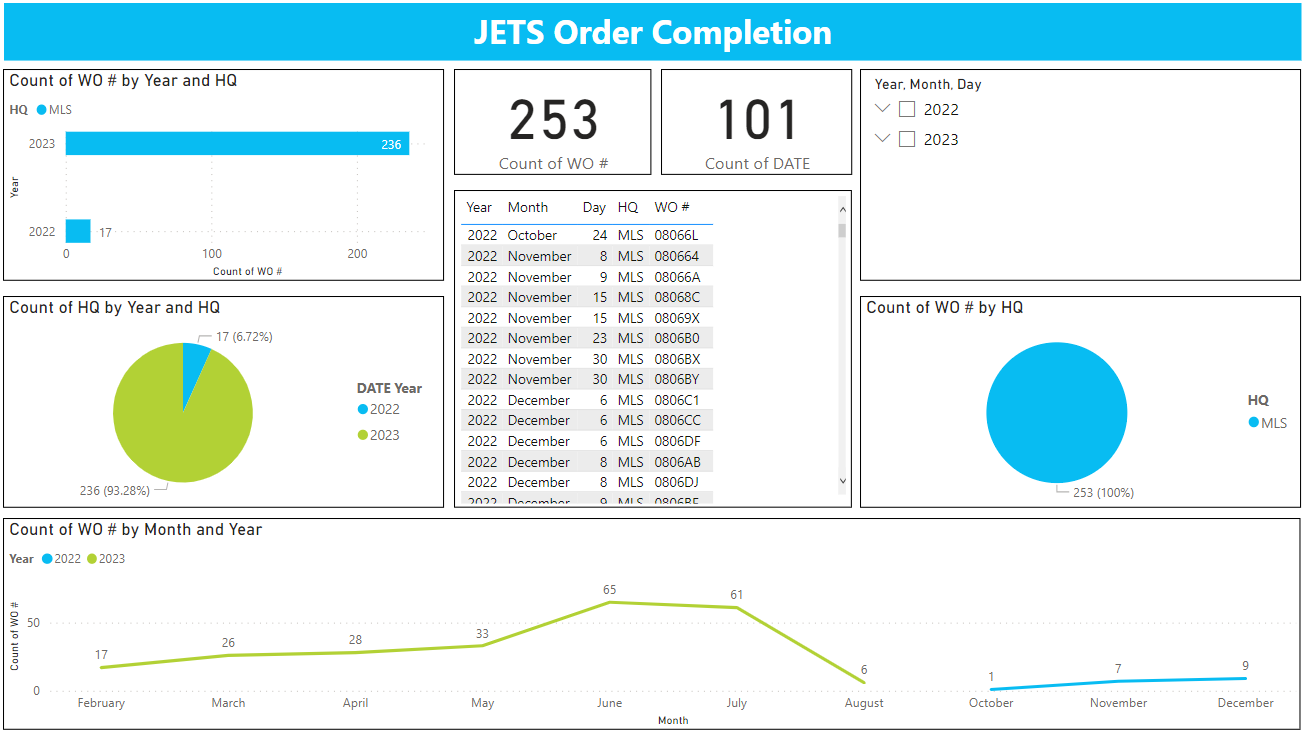 JETS Order Completion
Count of WO # by Year and HQ
HQ MLS
2023 236
Year
2022 17
0 100 200
Count of WO #
253
Count of WO #
101
Count of DATE
Year, Month, Day
2022
2023
Year Month Day HQ WO #
2022 October 24 MLS 08066L
2022 November 8 MLS 080664
2022 November 9 MLS 08066A
2022 November 15 MLS 08068C
2022 November 15 MLS 08069X
2022 November 23 MLS 0806B0
2022 November 30 MLS 0806BX
2022 November 30 MLS 0806BY
2022 December 6 MLS 0806C1
2022 December 6 MLS 0806CC
2022 December 6 MLS 0806DF
2022 December 8 MLS 0806AB
2022 December 8 MLS 0806DJ
2022 December 9 MLS
Count of HQ by Year and HQ
17 (6.72%)
236 (93.28%)
DATE Year
2022
2023
Count of WO # by HQ
253 (100%)
HQ
MLS
Count of WO # by Month and Year
Year 2022 2023
Count of WO #
50
0
17 26 28 33 65 61 6 1 7 9
February March April May June July August October November December
Month